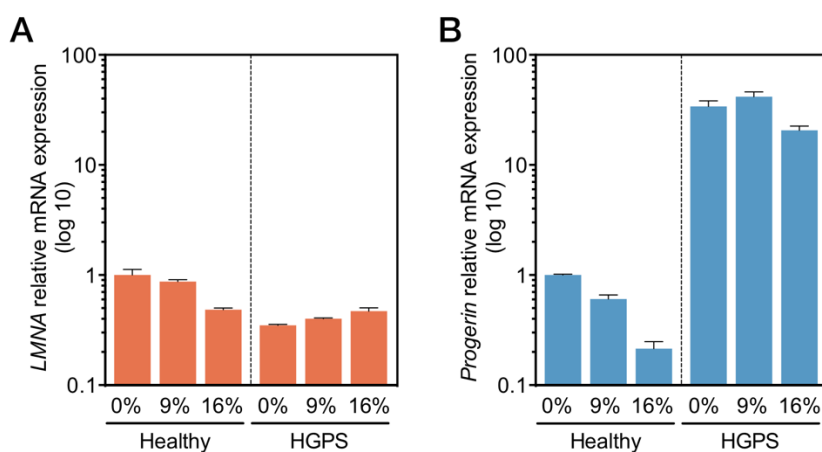 A
LMNA relative mRNA expression
(log 10)
100
10
1
0.1
0% 9% 16% 0% 9% 16%
Healthy HGPS
B
Progerin relative mRNA expression
(log 10)
100
10
1
0.1
0% 9% 16% 0% 9% 16%
Healthy HGPS